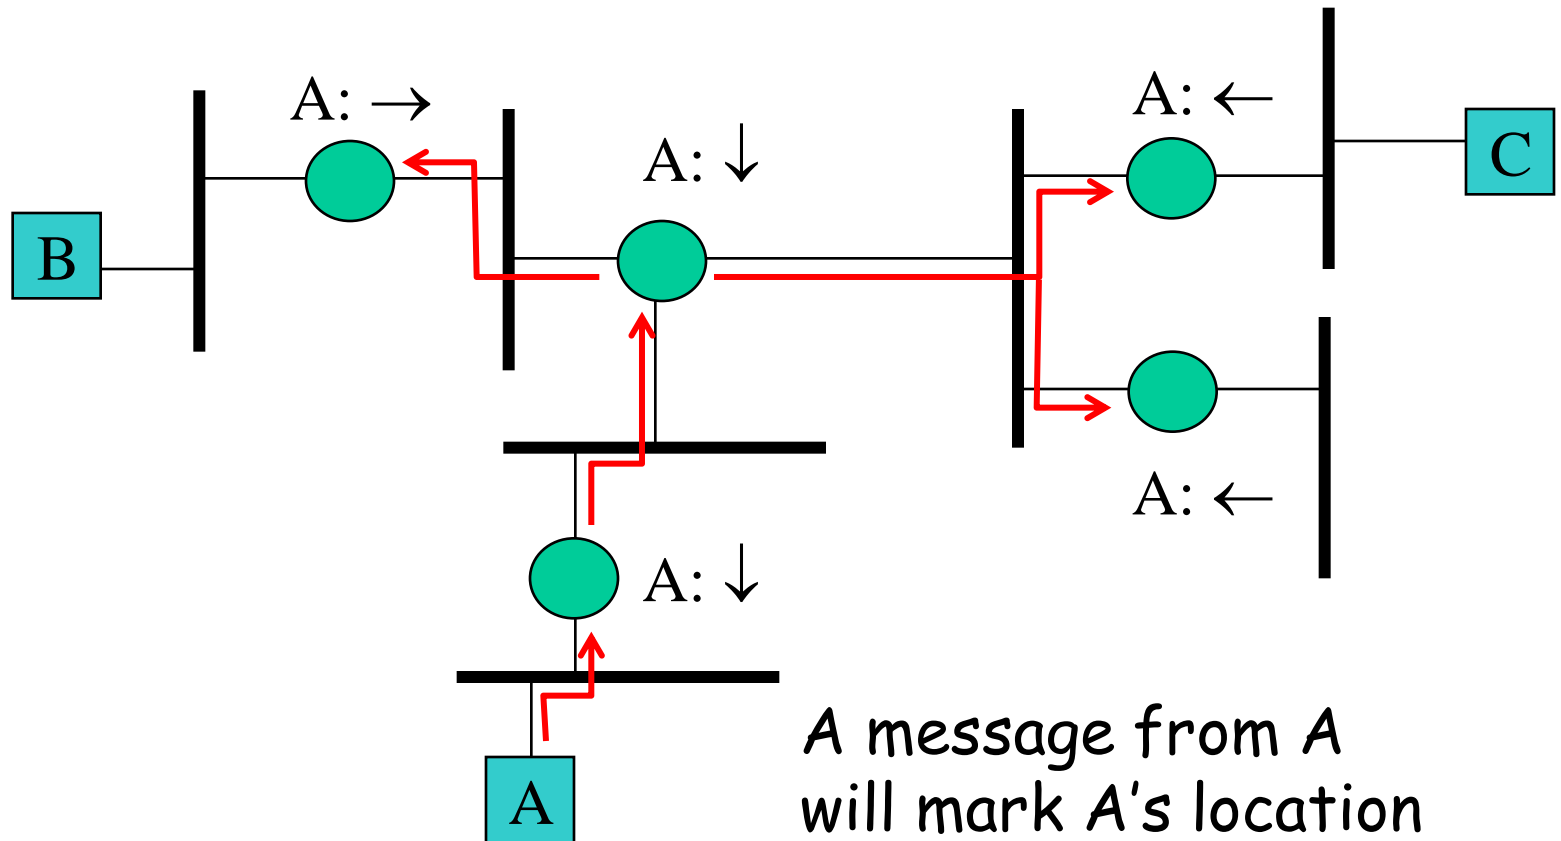 A: →
A: ←
A: ↓
C
B
A: ←
A: ↓
A message from A
will mark A's location
A